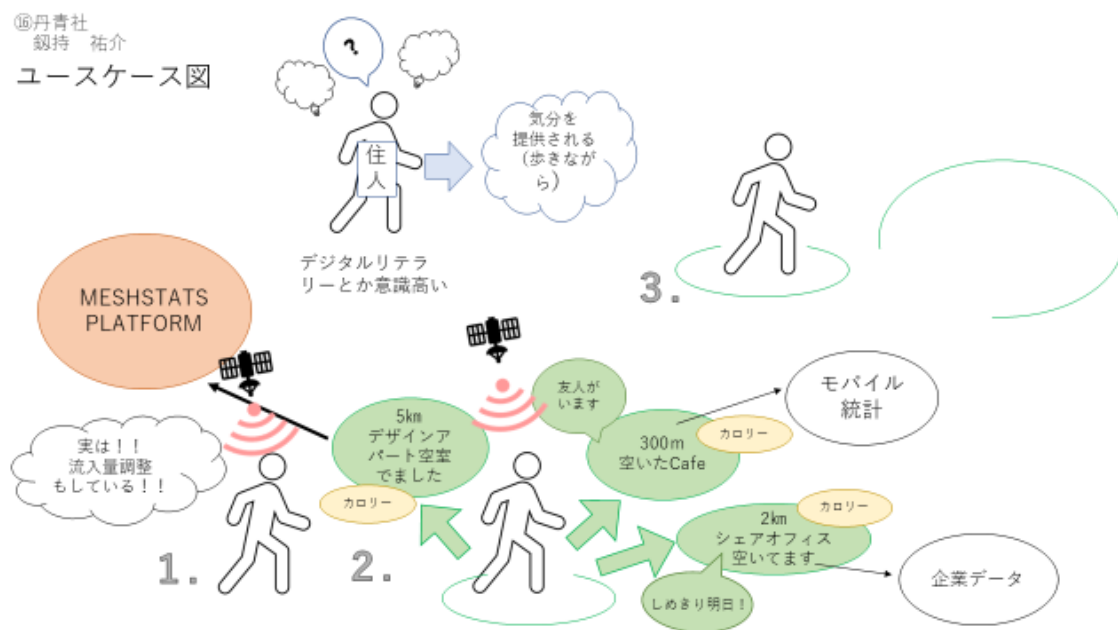 ⑯丹青社
釼持　祐介
ユースケース図
?
住
人
気分を
提供される
(歩きなが
ら)
デジタルリテラ
リーとか意識高い
MESHSTATS
PLATFORM
実は！！
流入量調整
もしている！！
1.
5km
デザインア
パート空室
でました
カロリー
2.
友人が
います
300m
空いたCafe
カロリー
モバイル
統計
2km
シェアオフィス
空いてます
カロリー
しめきり明日！
企業データ
3.